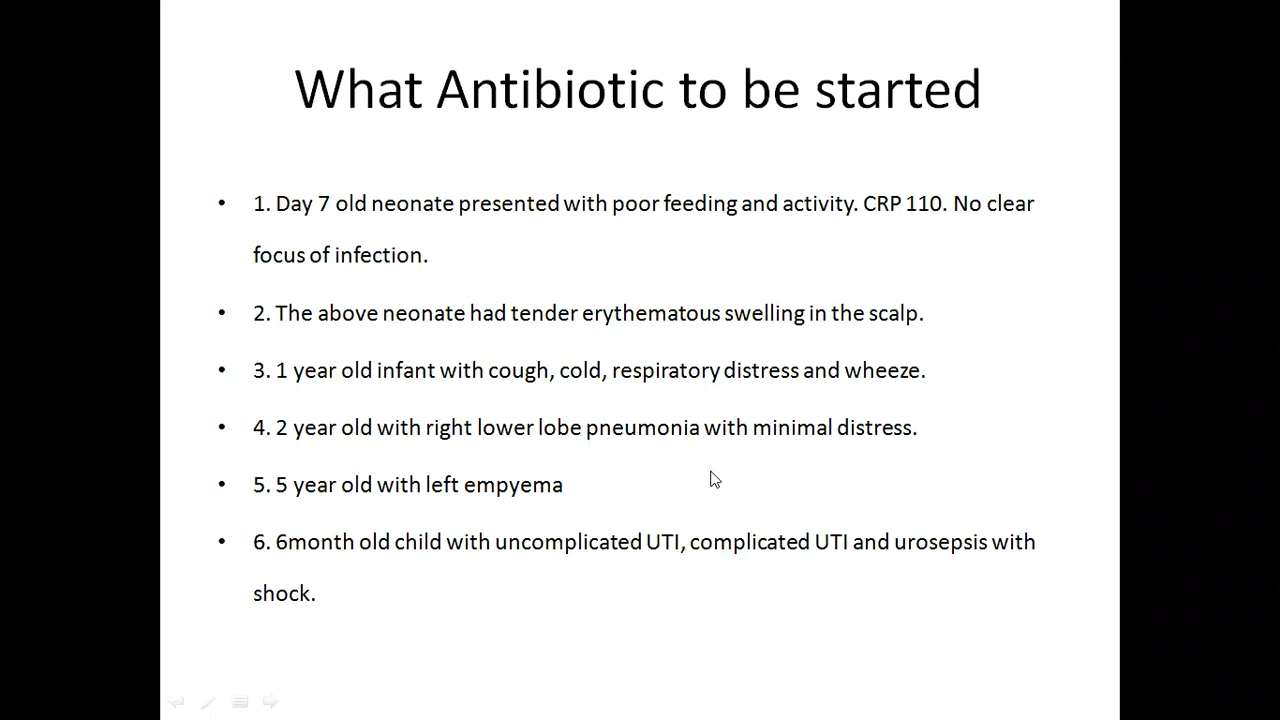 What Antibiotic to be started
• 1. Day 7 old neonate presented with poor feeding and activity. CRP 110. No clear
focus of infection.
• 2. The above neonate had tender erythematous swelling in the scalp.
• 3. 1 year old infant with cough, cold, respiratory distress and wheeze.
• 4. 2 year old with right lower lobe pneumonia with minimal distress.
• 5. 5 year old with left empyema
• 6. 6month old child with uncomplicated UTI, complicated UTI and urosepsis with
shock.